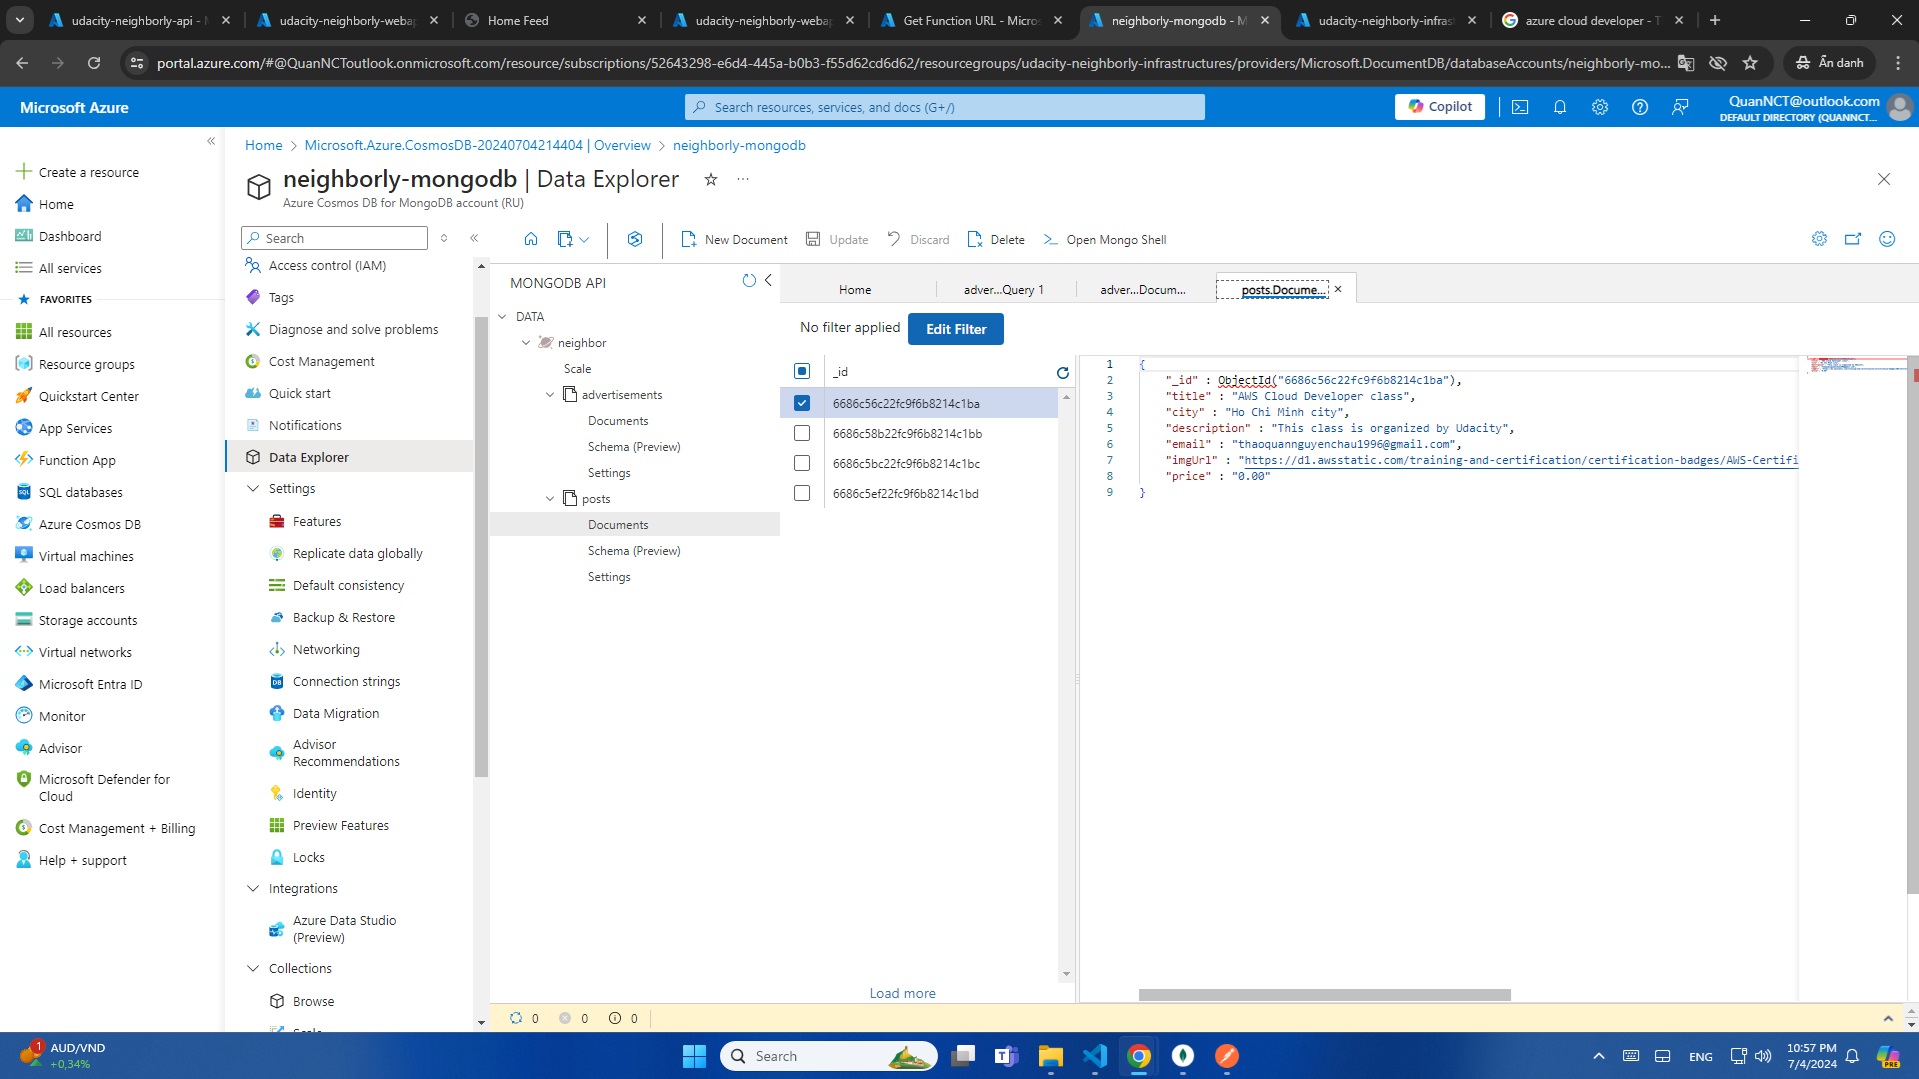 udacity-neighborly-api - M
udacity-neighborly-webap
Home Feed
udacity-neighborly-webap
Get Function URL - Micros
neighborly-mongodb - M
udacity-neighborly-infrast
azure cloud developer - T
portal.azure.com/#@QuanNCToutlook.onmicrosoft.com/resource/subscriptions/52643298-e6d4-445a-b0b3-f55d62cd6d62/resourcegroups/udacity-neighborly-infrastructures/providers/Microsoft.DocumentDB/databaseAccounts/neighborly-mo...
Ẩn danh
Microsoft Azure
Search resources, services, and docs (G+/)
Copilot
QuanNCT@outlook.com
DEFAULT DIRECTORY (QUANNCT...
Create a resource
Home
Dashboard
All services
FAVORITES
All resources
Resource groups
Quickstart Center
App Services
Function App
SQL databases
Azure Cosmos DB
Virtual machines
Load balancers
Storage accounts
Virtual networks
Microsoft Entra ID
Monitor
Advisor
Microsoft Defender for
Cloud
Cost Management + Billing
Help + support
Home > Microsoft.Azure.CosmosDB-20240704214404 | Overview > neighborly-mongodb
neighborly-mongodb | Data Explorer
Azure Cosmos DB for MongoDB account (RU)
Search
Access control (IAM)
Tags
Diagnose and solve problems
Cost Management
Quick start
Notifications
Data Explorer
Settings
Features
Replicate data globally
Default consistency
Backup & Restore
Networking
Connection strings
Data Migration
Advisor
Recommendations
Identity
Preview Features
Locks
Integrations
Azure Data Studio
(Preview)
Collections
Browse
Scale
New Document
Update
Discard
Delete
Open Mongo Shell
MONGODB API
DATA
neighbor
Scale
advertisements
Documents
Schema (Preview)
Settings
posts
Documents
Schema (Preview)
Settings
Home
adver...Query 1
adver...Docum...
posts.Docume...
No filter applied
Edit Filter
_id
6686c56c22fc9f6b8214c1ba
6686c58b22fc9f6b8214c1bb
6686c5bc22fc9f6b8214c1bc
6686c5ef22fc9f6b8214c1bd
Load more
1 {
2 "_id" : ObjectId("6686c56c22fc9f6b8214c1ba"),
3 "title" : "AWS Cloud Developer class",
4 "city" : "Ho Chi Minh city",
5 "description" : "This class is organized by Udacity",
6 "email" : "thaoquannguyenchau1996@gmail.com",
7 "imgUrl" : "https://d1.awsstatic.com/training-and-certification/certification-badges/AWS-Certifi
8 "price" : "0.00"
9 }
0
0
0
1
AUD/VND
+0,34%
Search
ENG
10:57 PM
7/4/2024
PRE